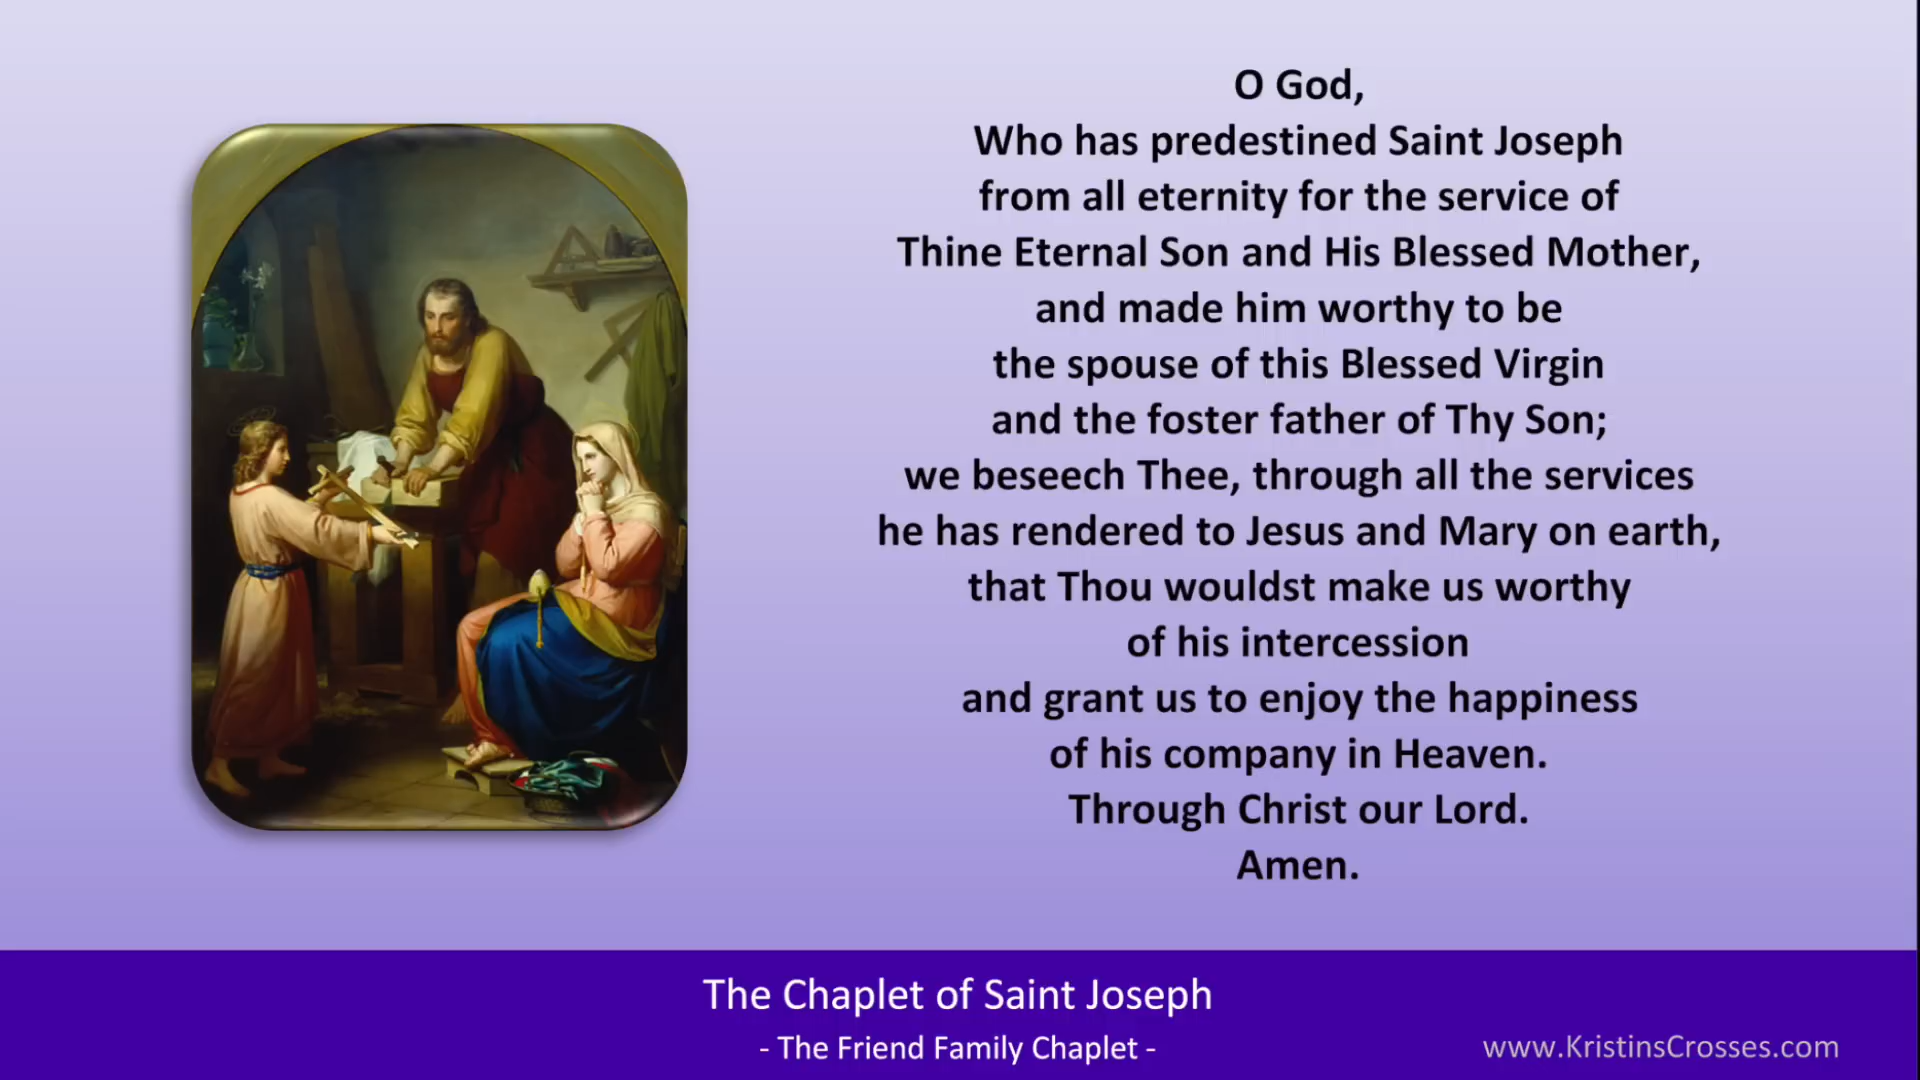 O God,
Who has predestined Saint Joseph
from all eternity for the service of
Thine Eternal Son and His Blessed Mother,
and made him worthy to be
the spouse of this Blessed Virgin
and the foster father of Thy Son;
we beseech Thee, through all the services
he has rendered to Jesus and Mary on earth,
that Thou wouldst make us worthy
of his intercession
and grant us to enjoy the happiness
of his company in Heaven.
Through Christ our Lord.
Amen.
The Chaplet of Saint Joseph
- The Friend Family Chaplet -
www.KristinsCrosses.com